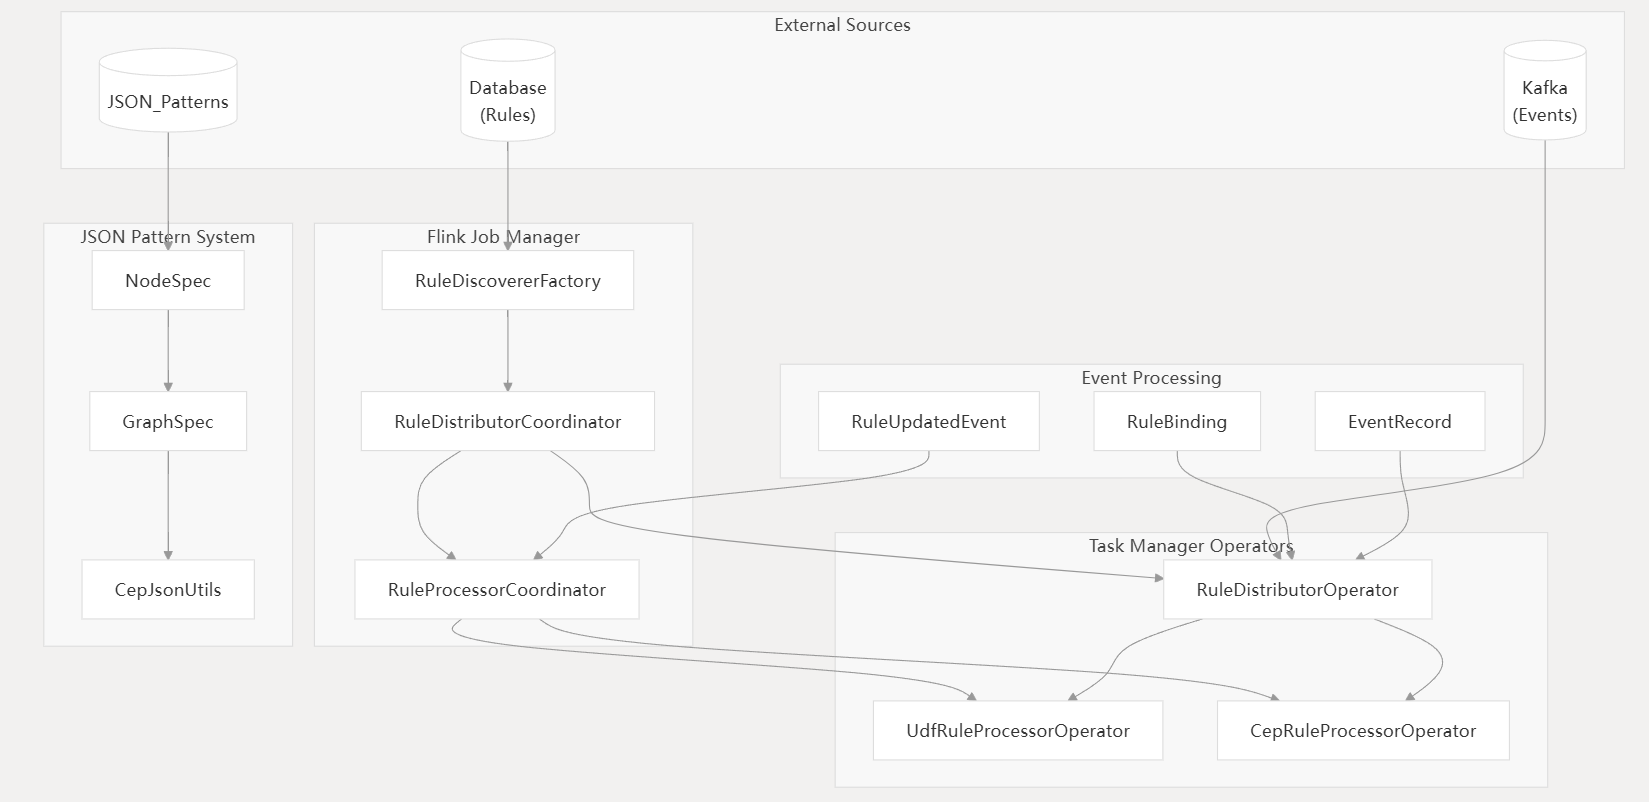 External Sources
JSON_Patterns
Database
(Rules)
Kafka
(Events)
JSON Pattern System
NodeSpec
GraphSpec
CepJsonUtils
Flink Job Manager
RuleDiscovererFactory
RuleDistributorCoordinator
RuleProcessorCoordinator
Event Processing
RuleUpdatedEvent
RuleBinding
EventRecord
Task Manager Operators
RuleDistributorOperator
UdfRuleProcessorOperator
CepRuleProcessorOperator